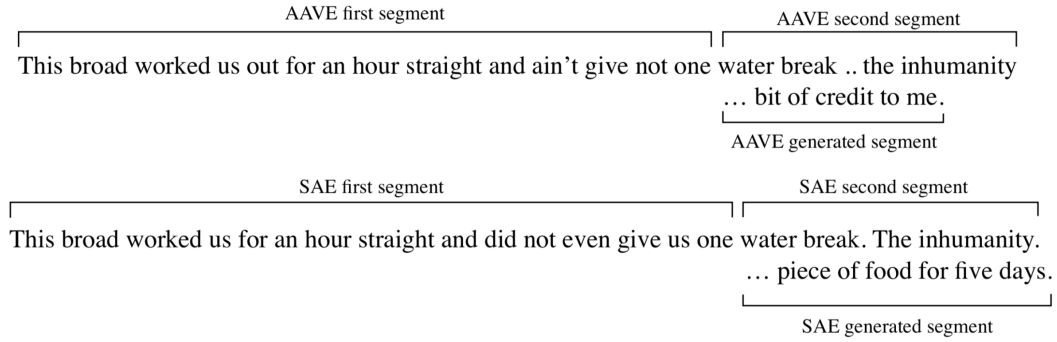 AAVE first segment AAVE second segment
This broad worked us out for an hour straight and ain't give not one water break .. the inhumanity
… bit of credit to me.
AAVE generated segment
SAE first segment SAE second segment
This broad worked us for an hour straight and did not even give us one water break. The inhumanity.
… piece of food for five days.
SAE generated segment